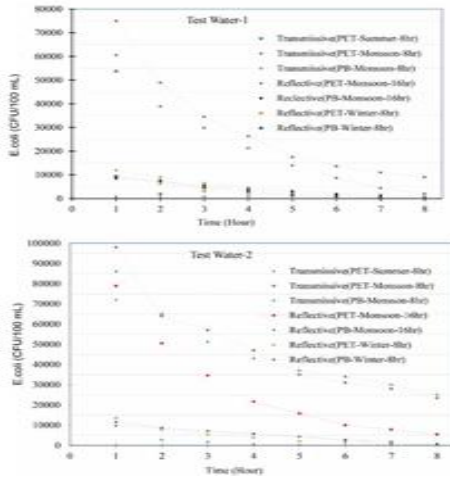 Test Water-1
80000
70000
60000
50000
40000
30000
20000
10000
0
E.coli (CFU/100 mL)
Transmissive(PET-Summer-8hr)
Transmissive(PET-Monsoon-8hr)
Transmissive(PB-Monsoon-8hr)
Reflective(PET-Monsoon-16hr)
Reclective(PB-Monsoon-16hr)
Reflective(PET-Winter-8hr)
Reflective(PB-Winter-8hr)
1 2 3 4 5 6 7 8
Time (Hour)
Test Water-2
100000
90000
80000
70000
60000
50000
40000
30000
20000
10000
0
E.coli (CFU/100 mL)
Transmissive(PET-Summer-8hr)
Transmissive(PET-Monsoon-8hr)
Transmissive(PB-Monsoon-8hr)
Reflective(PET-Monsoon-16hr)
Reflective(PB-Monsoon-16hr)
Reflective(PET-Winter-8hr)
Reflective(PB-Winter-8hr)
1 2 3 4 5 6 7 8
Time (Hour)